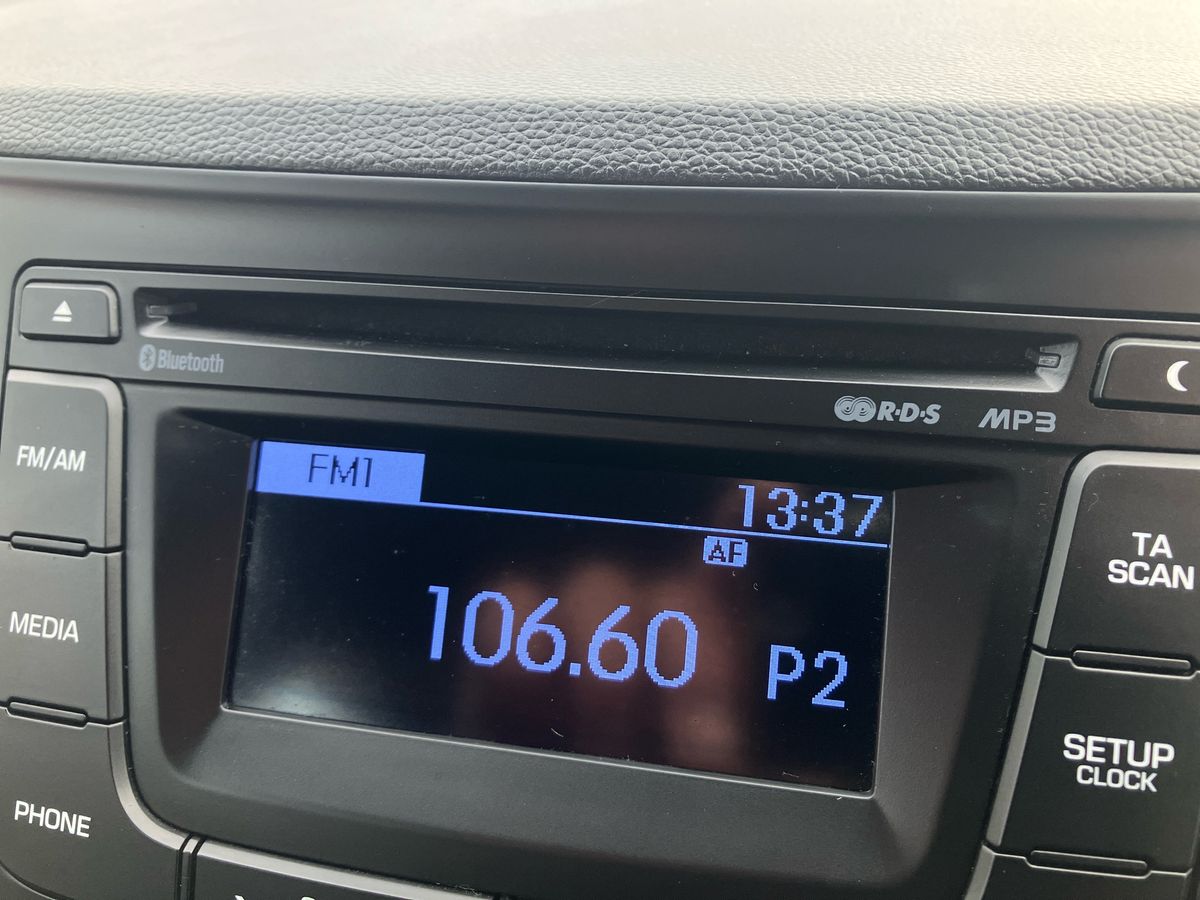 Bluetooth
R·D·S
MP3
FM/AM
FM1
13:37
AF
TA
SCAN
106.60
P2
MEDIA
SETUP
CLOCK
PHONE